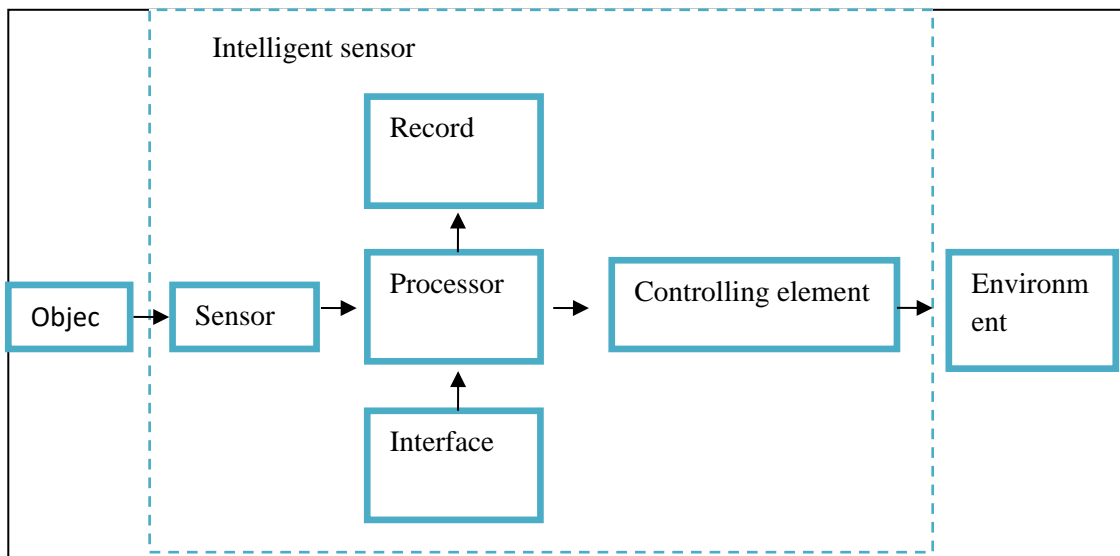 Intelligent sensor
Record
Objec
Sensor
Processor
Controlling element
Environm
ent
Interface